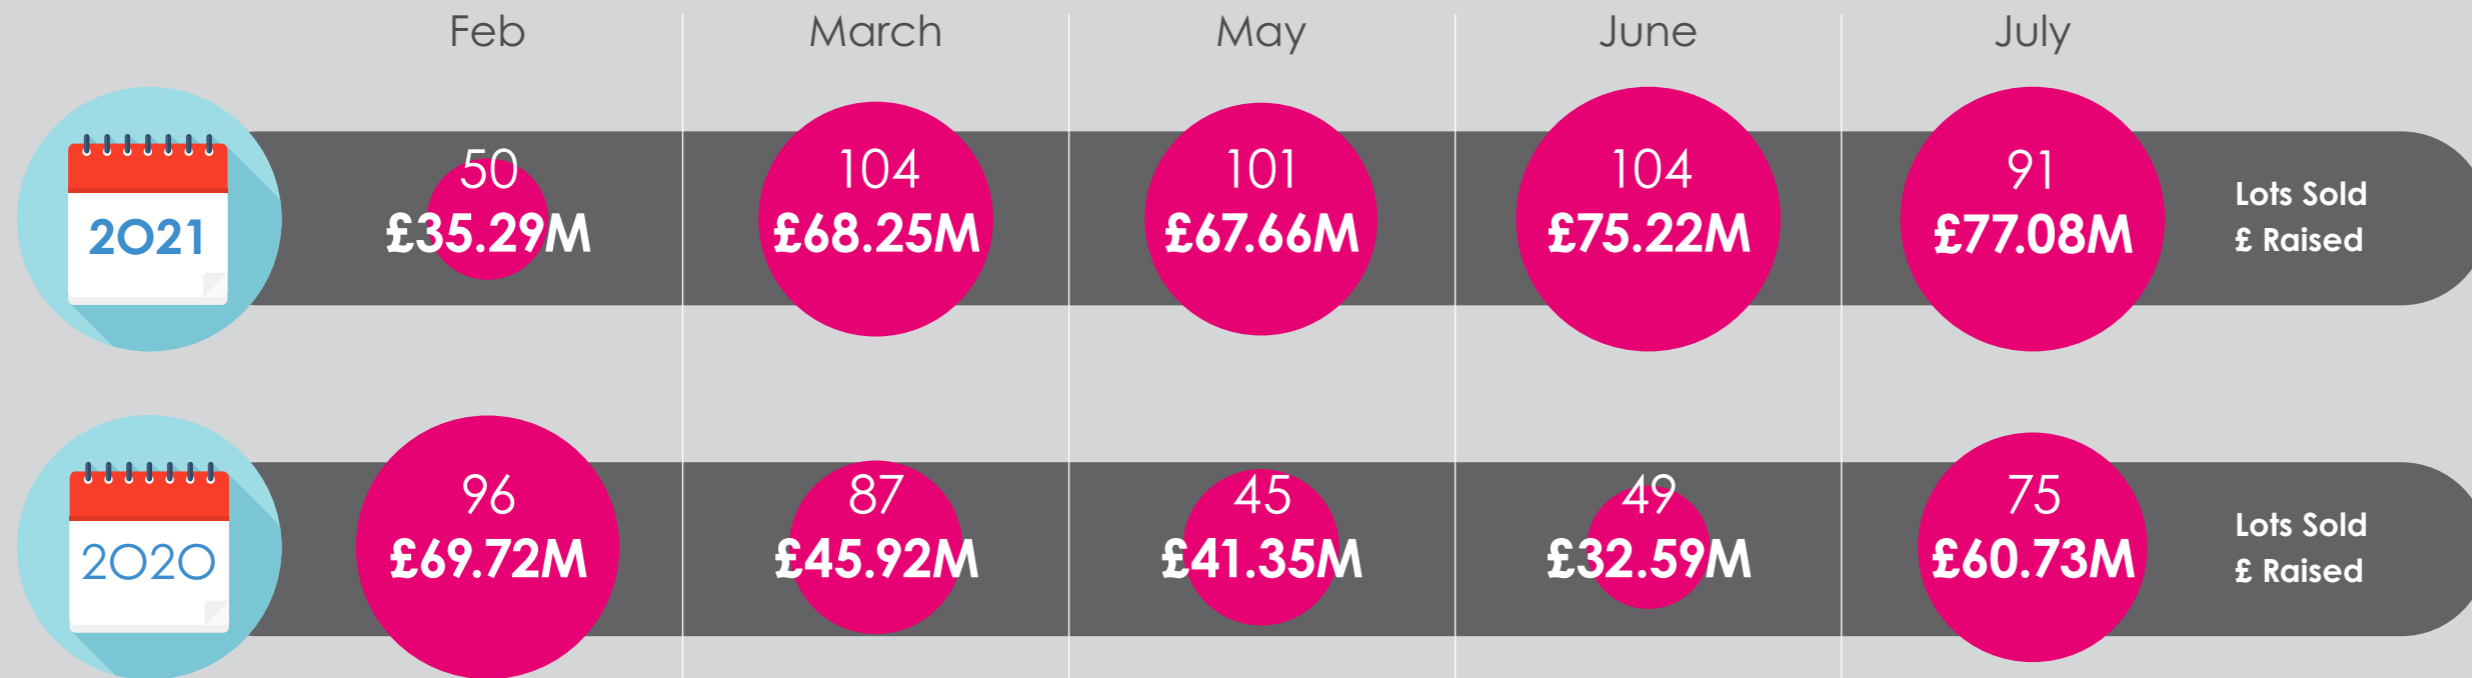 Feb March May June July
2021
50 104 101 104 91
£35.29M £68.25M £67.66M £75.22M £77.08M
Lots Sold
£ Raised
2020
96 87 45 49 75
£69.72M £45.92M £41.35M £32.59M £60.73M
Lots Sold
£ Raised